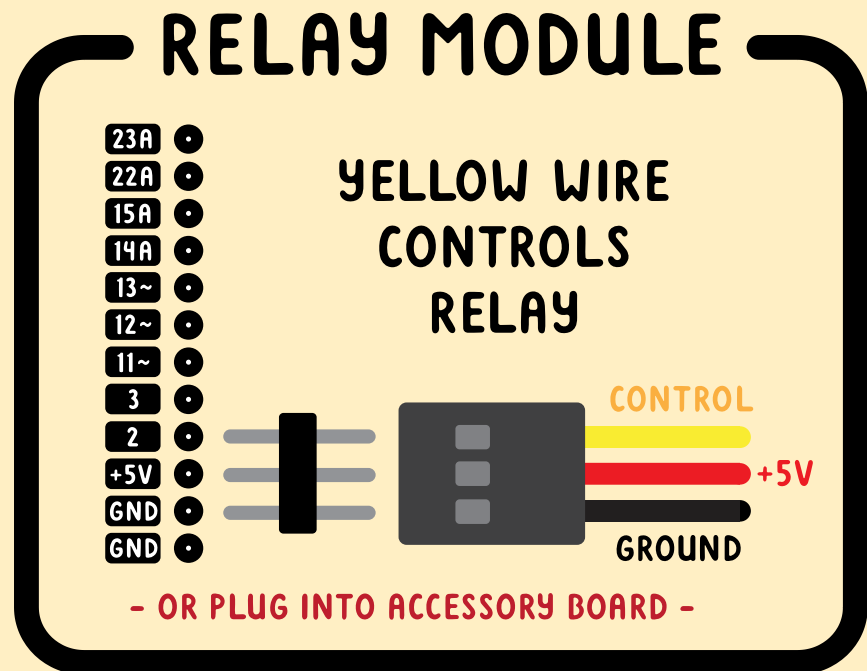 RELAY MODULE
23A
22A
15A
14A
13~
12~
11~
3
2
+5V
GND
GND
YELLOW WIRE
CONTROLS
RELAY
CONTROL
+5V
GROUND
- OR PLUG INTO ACCESSORY BOARD -